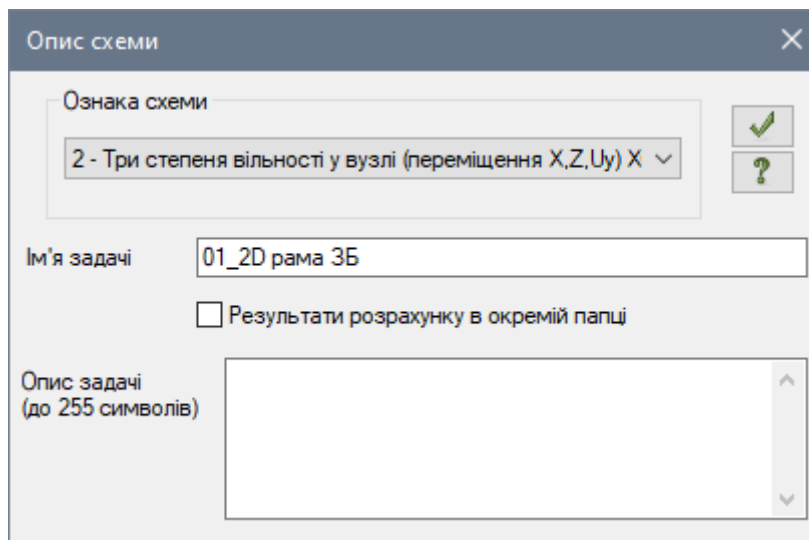 Опис схеми
Ознака схеми
2 - Три степеня вільності у вузлі (переміщення X,Z,Uy) X
Ім'я задачі
01_2D рама ЗБ
Результати розрахунку в окремій папці
Опис задачі
(до 255 символів)